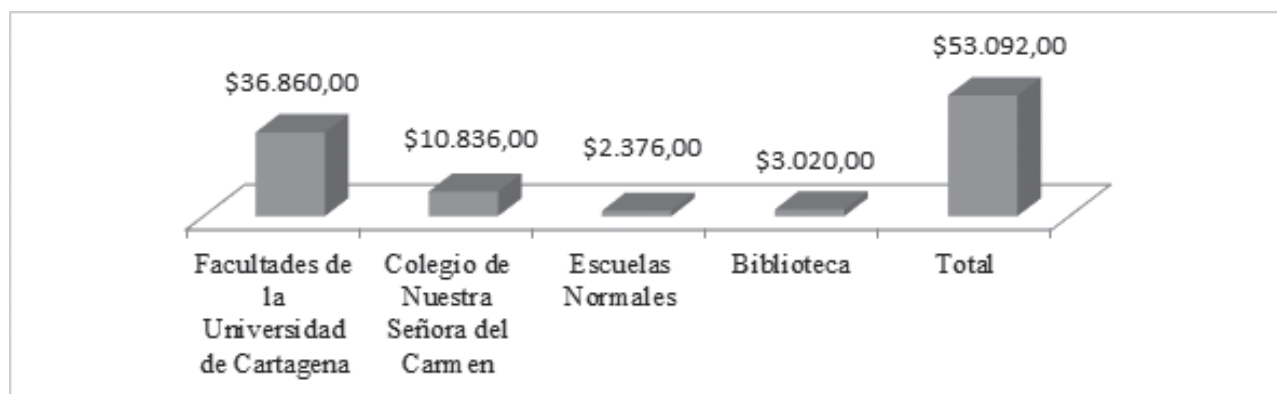 $53.092,00
$36.860,00
$10.836,00
$2.376,00
$3.020,00
Facultades de
la
Universidad
de Cartagena
Colegio de
Nuestra
Señora del
Carmen
Escuelas
Normales
Biblioteca
Total